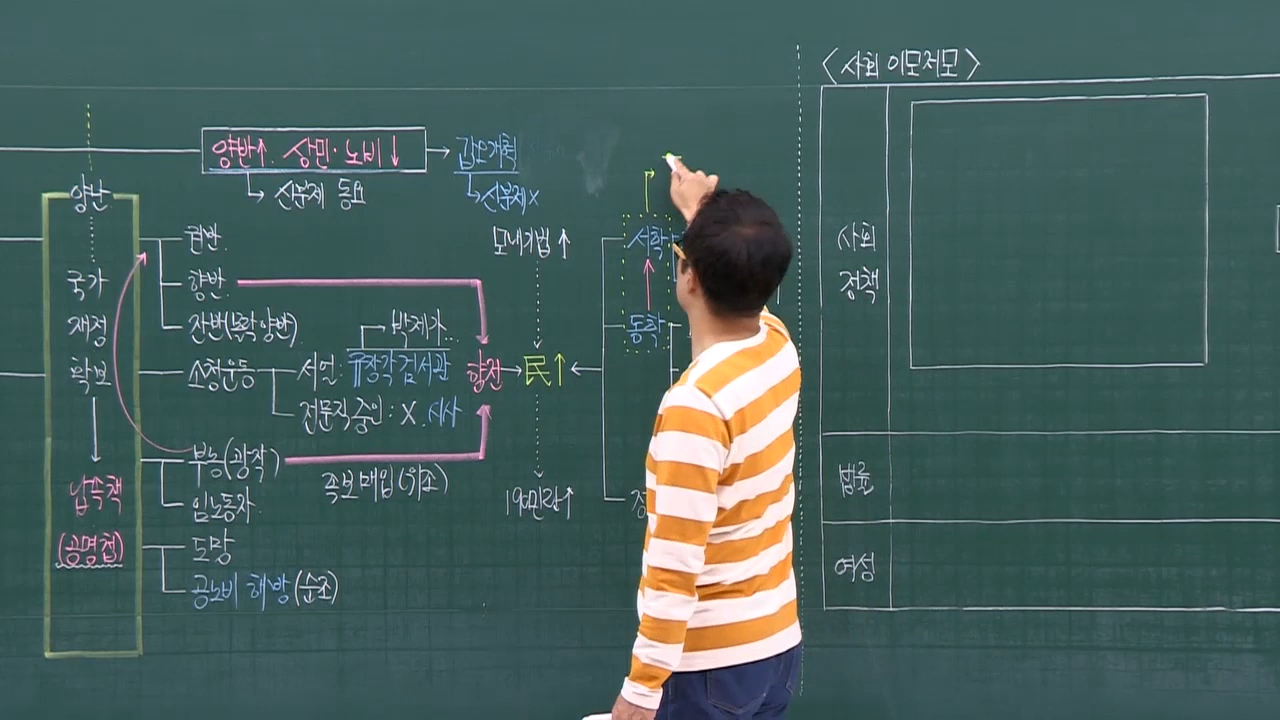 〈사회 이모저모〉
양반↑. 상민·노비↓ → 갑오개혁
↳ 신분제 동요
↳ 신분제 ×
양난
국가
재정
확보
납속책
(공명첩)
권반.
향반.
잔반(몰락양반)
소청운동
서얼: 규장각 검서관
박제가..
전문직 중인: X. 시사
부농(광작)
임노동자
족보매입(위조)
도망
공노비 해방(순조)
향전
民↑
모내기법↑
19C민란↑
서학
동학
사회
정책
법률
여성